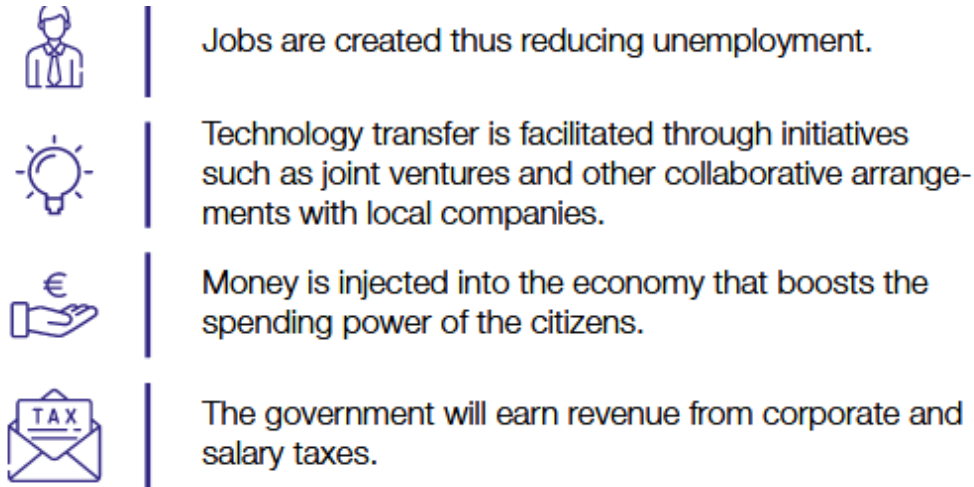 Jobs are created thus reducing unemployment.
Technology transfer is facilitated through initiatives
such as joint ventures and other collaborative arrange-
ments with local companies.
€
Money is injected into the economy that boosts the
spending power of the citizens.
TAX
The government will earn revenue from corporate and
salary taxes.